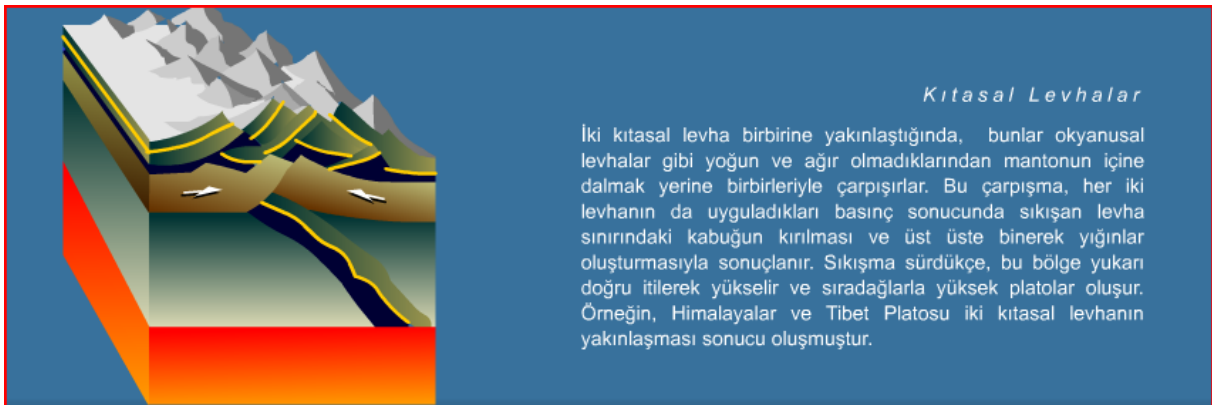 Kıtasal Levhalar
İki kıtasal levha birbirine yakınlaştığında, bunlar okyanusal
levhalar gibi yoğun ve ağır olmadıklarından mantonun içine
dalmak yerine birbirleriyle çarpışırlar. Bu çarpışma, her iki
levhanın da uyguladıkları basınç sonucunda sıkışan levha
sınırındaki kabuğun kırılması ve üst üste binerek yığınlar
oluşturmasıyla sonuçlanır. Sıkışma sürdükçe, bu bölge yukarı
doğru itilerek yükselir ve sıradağlarla yüksek platolar oluşur.
Örneğin, Himalayalar ve Tibet Platosu iki kıtasal levhanın
yakınlaşması sonucu oluşmuştur.